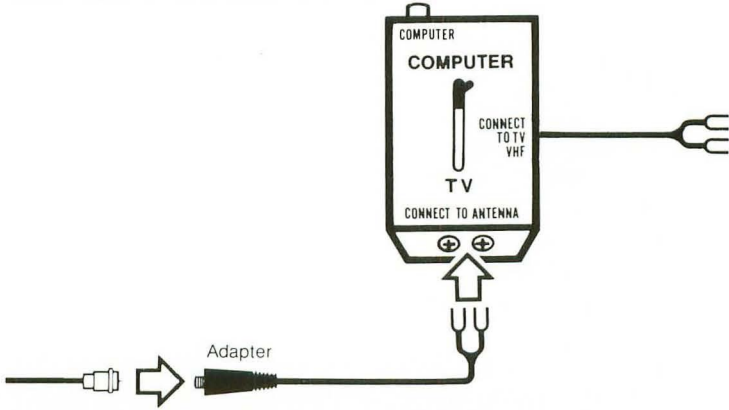 COMPUTER
COMPUTER
CONNECT
TO TV
VHF
TV
CONNECT TO ANTENNA
Adapter